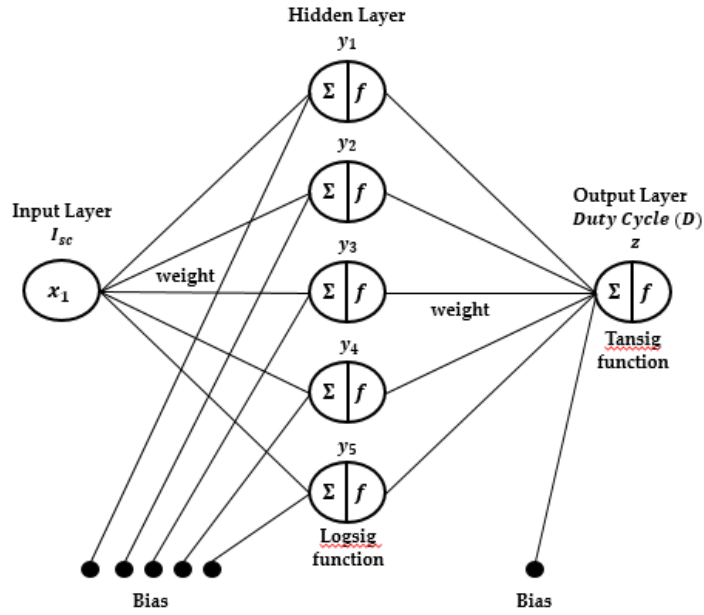 Hidden Layer
y₁
Σ f
y₂
Σ f
Input Layer
I_sc
x₁
weight
y₃
Σ f
weight
Output Layer
Duty Cycle (D)
z
Σ f
Tansig
function
y₄
Σ f
y₅
Σ f
Logsig
function
Bias
Bias